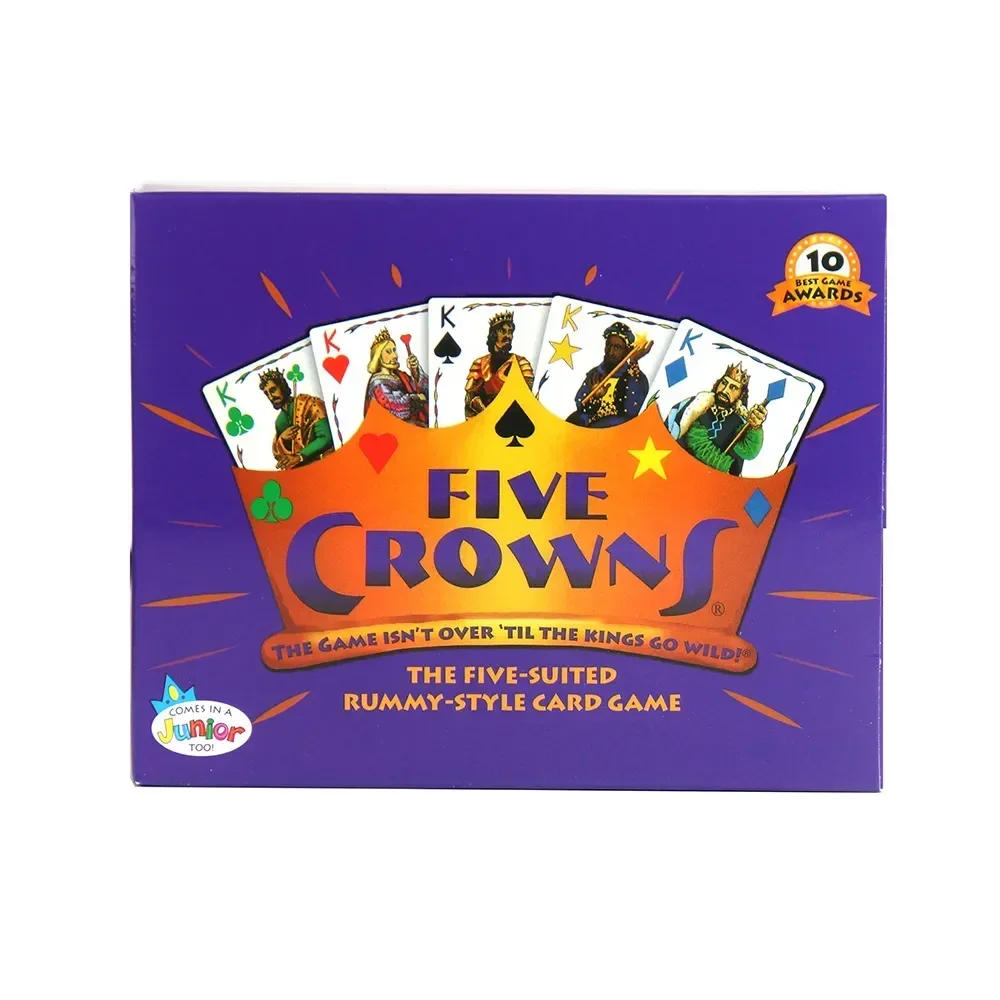 10
BEST GAME
AWARDS
K
K
K
K
K
FIVE
CROWNS®
THE GAME ISN'T OVER 'TIL THE KINGS GO WILD!®
THE FIVE-SUITED
RUMMY-STYLE CARD GAME
COMES IN A
Junior
TOO!